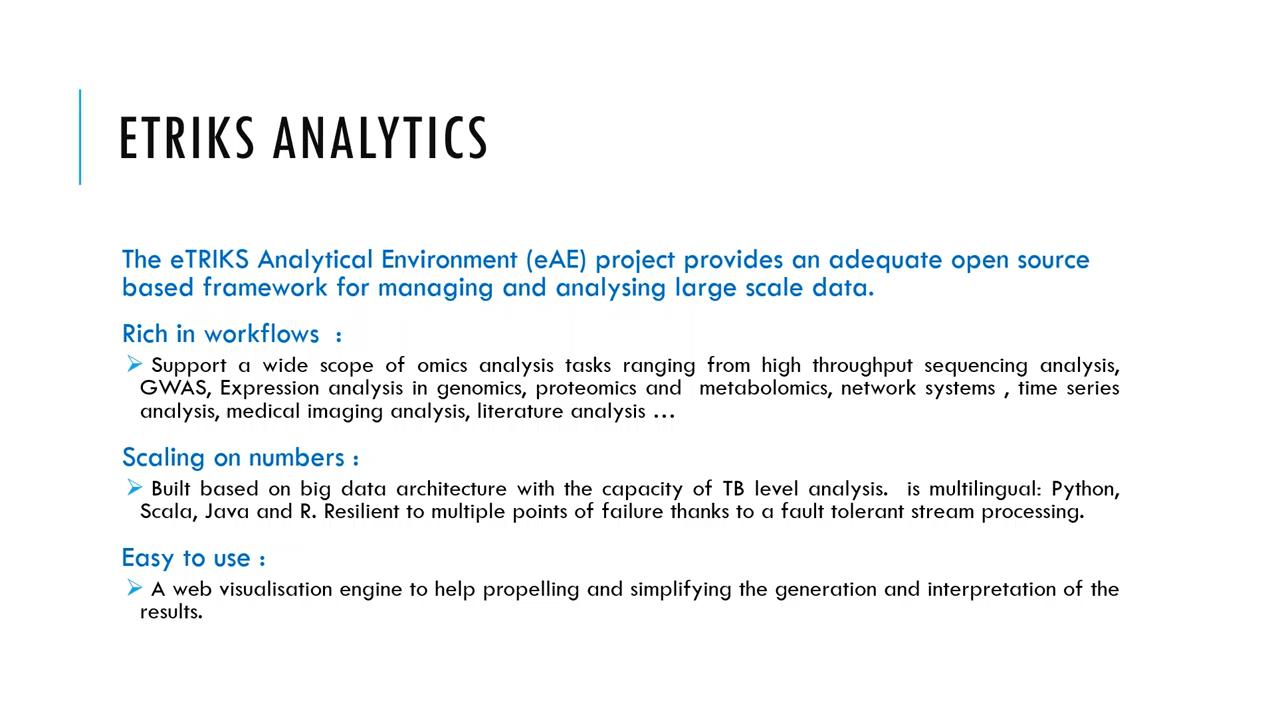 ETRIKS ANALYTICS
The eTRIKS Analytical Environment (eAE) project provides an adequate open source
based framework for managing and analysing large scale data.
Rich in workflows :
Support a wide scope of omics analysis tasks ranging from high throughput sequencing analysis,
GWAS, Expression analysis in genomics, proteomics and metabolomics, network systems , time series
analysis, medical imaging analysis, literature analysis …
Scaling on numbers :
Built based on big data architecture with the capacity of TB level analysis. is multilingual: Python,
Scala, Java and R. Resilient to multiple points of failure thanks to a fault tolerant stream processing.
Easy to use :
A web visualisation engine to help propelling and simplifying the generation and interpretation of the
results.